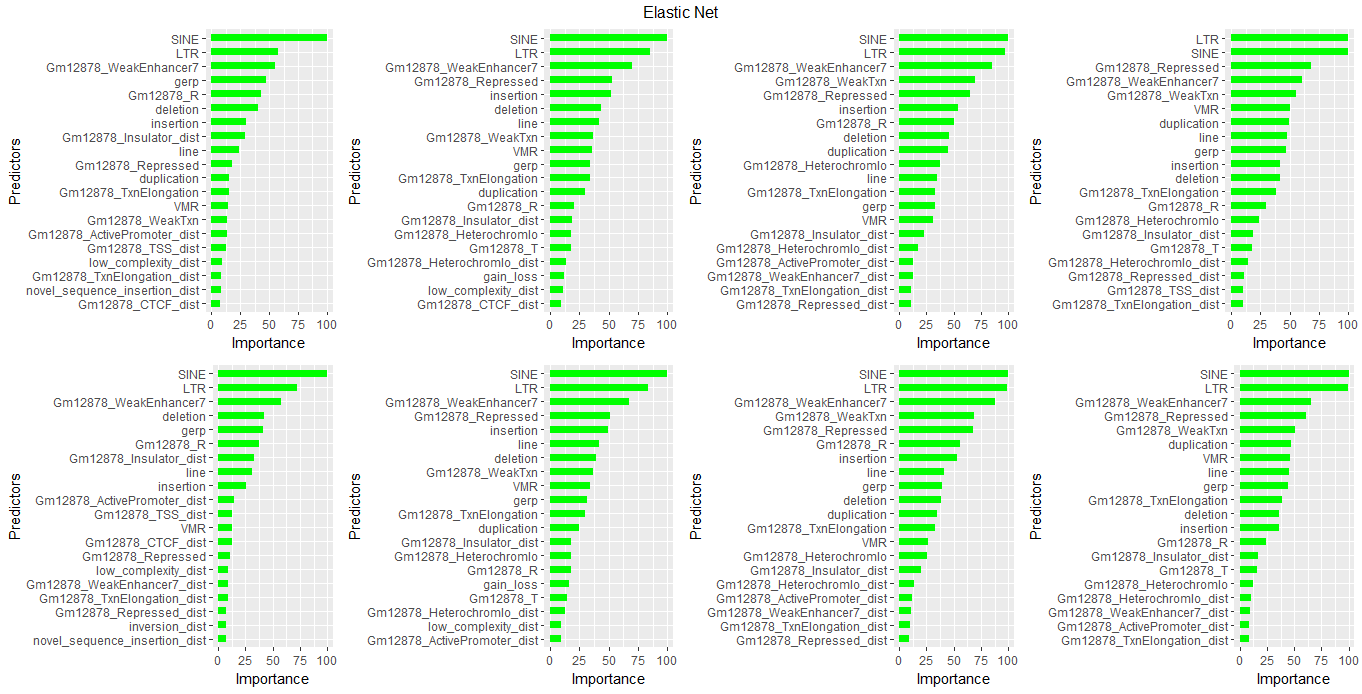 Elastic Net
Predictors
SINE
LTR
Gm12878_WeakEnhancer7
gerp
Gm12878_R
deletion
insertion
Gm12878_Insulator_dist
line
Gm12878_Repressed
duplication
Gm12878_TxnElongation
VMR
Gm12878_WeakTxn
Gm12878_ActivePromoter_dist
Gm12878_TSS_dist
low_complexity_dist
Gm12878_TxnElongation_dist
novel_sequence_insertion_dist
Gm12878_CTCF_dist
0 25 50 75 100
Importance
Predictors
SINE
LTR
Gm12878_WeakEnhancer7
Gm12878_Repressed
insertion
deletion
line
Gm12878_WeakTxn
VMR
gerp
Gm12878_TxnElongation
duplication
Gm12878_R
Gm12878_Insulator_dist
Gm12878_Heterochromlo
Gm12878_T
Gm12878_Heterochromlo_dist
gain_loss
low_complexity_dist
Gm12878_CTCF_dist
0 25 50 75 100
Importance
Predictors
SINE
LTR
Gm12878_WeakEnhancer7
Gm12878_WeakTxn
Gm12878_Repressed
insertion
Gm12878_R
deletion
duplication
Gm12878_Heterochromlo
line
Gm12878_TxnElongation
gerp
VMR
Gm12878_Insulator_dist
Gm12878_Heterochromlo_dist
Gm12878_ActivePromoter_dist
Gm12878_WeakEnhancer7_dist
Gm12878_TxnElongation_dist
Gm12878_Repressed_dist
0 25 50 75 100
Importance
Predictors
LTR
SINE
Gm12878_Repressed
Gm12878_WeakEnhancer7
Gm12878_WeakTxn
VMR
duplication
line
gerp
insertion
deletion
Gm12878_TxnElongation
Gm12878_R
Gm12878_Heterochromlo
Gm12878_Insulator_dist
Gm12878_T
Gm12878_Heterochromlo_dist
Gm12878_Repressed_dist
Gm12878_TSS_dist
Gm12878_TxnElongation_dist
0 25 50 75 100
Importance
Predictors
SINE
LTR
Gm12878_WeakEnhancer7
deletion
gerp
Gm12878_R
Gm12878_Insulator_dist
line
insertion
Gm12878_ActivePromoter_dist
Gm12878_TSS_dist
VMR
Gm12878_CTCF_dist
Gm12878_Repressed
low_complexity_dist
Gm12878_WeakEnhancer7_dist
Gm12878_TxnElongation_dist
Gm12878_Repressed_dist
inversion_dist
novel_sequence_insertion_dist
0 25 50 75 100
Importance
Predictors
SINE
LTR
Gm12878_WeakEnhancer7
Gm12878_Repressed
insertion
line
deletion
Gm12878_WeakTxn
VMR
gerp
Gm12878_TxnElongation
duplication
Gm12878_Insulator_dist
Gm12878_Heterochromlo
Gm12878_R
gain_loss
Gm12878_T
Gm12878_Heterochromlo_dist
low_complexity_dist
Gm12878_ActivePromoter_dist
0 25 50 75 100
Importance
Predictors
SINE
LTR
Gm12878_WeakEnhancer7
Gm12878_WeakTxn
Gm12878_Repressed
Gm12878_R
insertion
line
gerp
deletion
duplication
Gm12878_TxnElongation
VMR
Gm12878_Heterochromlo
Gm12878_Insulator_dist
Gm12878_Heterochromlo_dist
Gm12878_ActivePromoter_dist
Gm12878_WeakEnhancer7_dist
Gm12878_TxnElongation_dist
Gm12878_Repressed_dist
0 25 50 75 100
Importance
Predictors
SINE
LTR
Gm12878_WeakEnhancer7
Gm12878_Repressed
Gm12878_WeakTxn
duplication
VMR
line
gerp
Gm12878_TxnElongation
deletion
insertion
Gm12878_R
Gm12878_Insulator_dist
Gm12878_T
Gm12878_Heterochromlo
Gm12878_Heterochromlo_dist
Gm12878_WeakEnhancer7_dist
Gm12878_ActivePromoter_dist
Gm12878_TxnElongation_dist
0 25 50 75 100
Importance